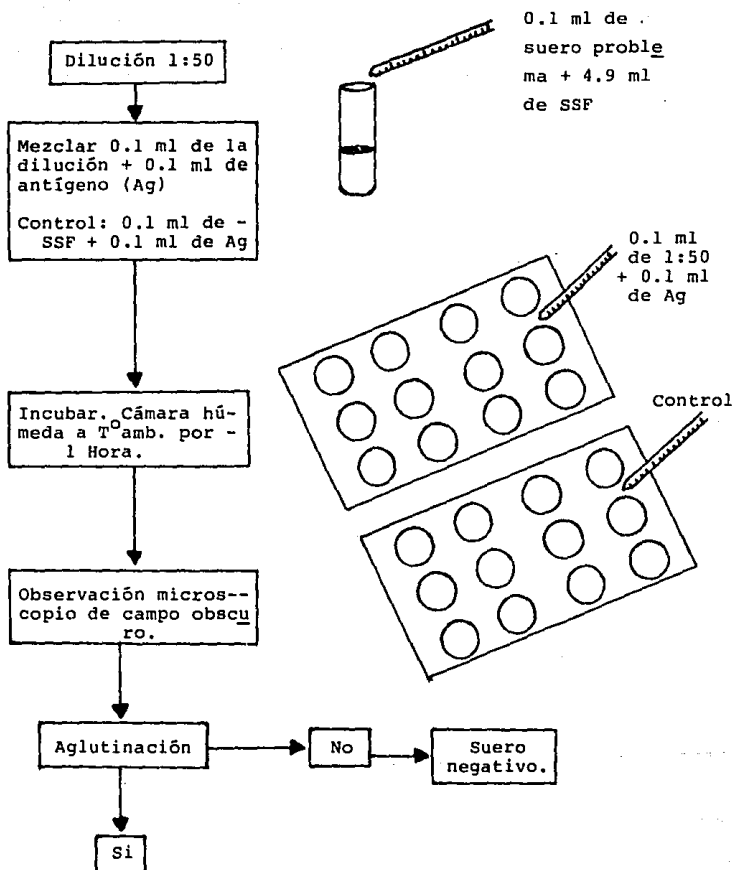 Dilución 1:50
0.1 ml de .
suero proble
ma + 4.9 ml
de SSF
Mezclar 0.1 ml de la
dilución + 0.1 ml de
antígeno (Ag)
Control: 0.1 ml de -
SSF + 0.1 ml de Ag
0.1 ml
de 1:50
+ 0.1 ml
de Ag
Incubar. Cámara hú-
meda a Tºamb. por -
1 Hora.
Control
Observación micros--
copio de campo obscu
ro.
Aglutinación
No
Suero
negativo.
Si